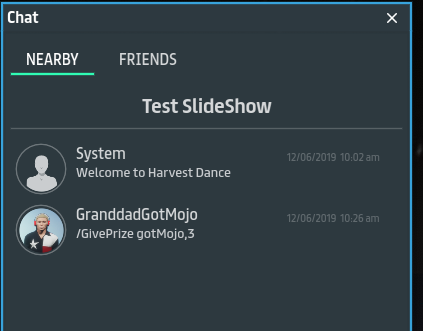 Chat
NEARBY FRIENDS
Test SlideShow
System 12/06/2019 10:02 am
Welcome to Harvest Dance
GranddadGotMojo 12/06/2019 10:26 am
/GivePrize gotMojo,3